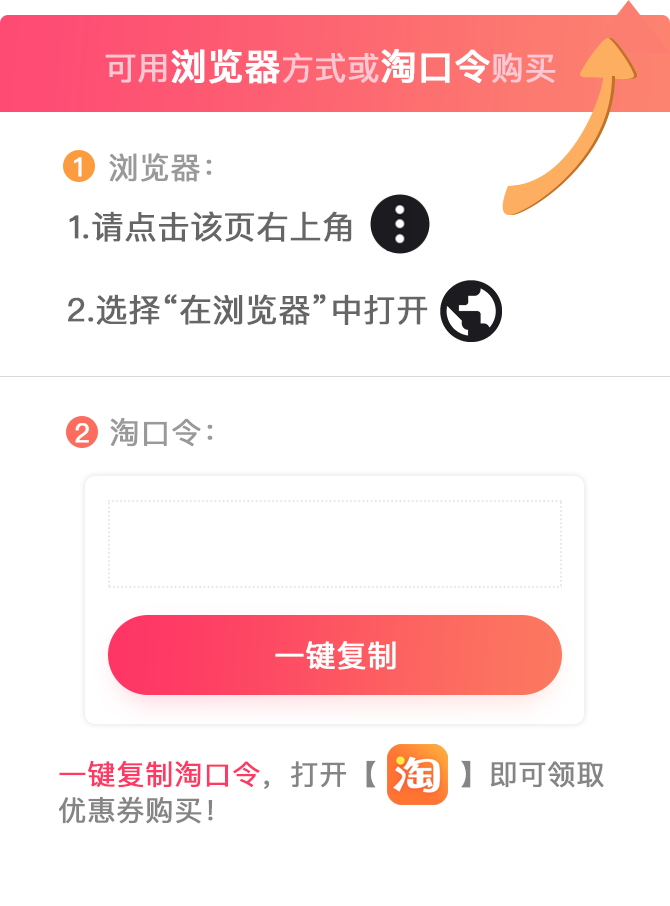 可用浏览器方式或淘口令购买
1 浏览器：
1.请点击该页右上角
2.选择“在浏览器”中打开
2 淘口令：
一键复制
一键复制淘口令，打开【淘】即可领取
优惠券购买！